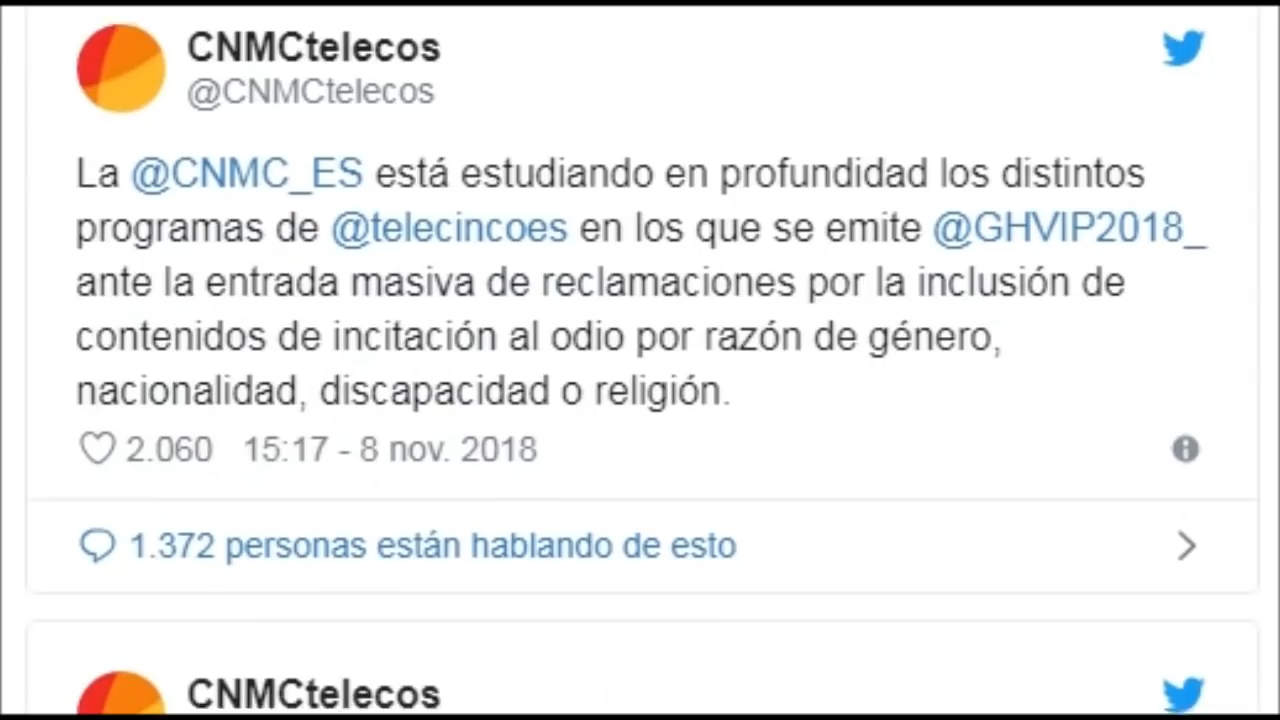 CNMCtelecos
@CNMCtelecos
La @CNMC_ES está estudiando en profundidad los distintos
programas de @telecincoes en los que se emite @GHVIP2018_
ante la entrada masiva de reclamaciones por la inclusión de
contenidos de incitación al odio por razón de género,
nacionalidad, discapacidad o religión.
2.060 15:17 - 8 nov. 2018
1.372 personas están hablando de esto
CNMCtelecos